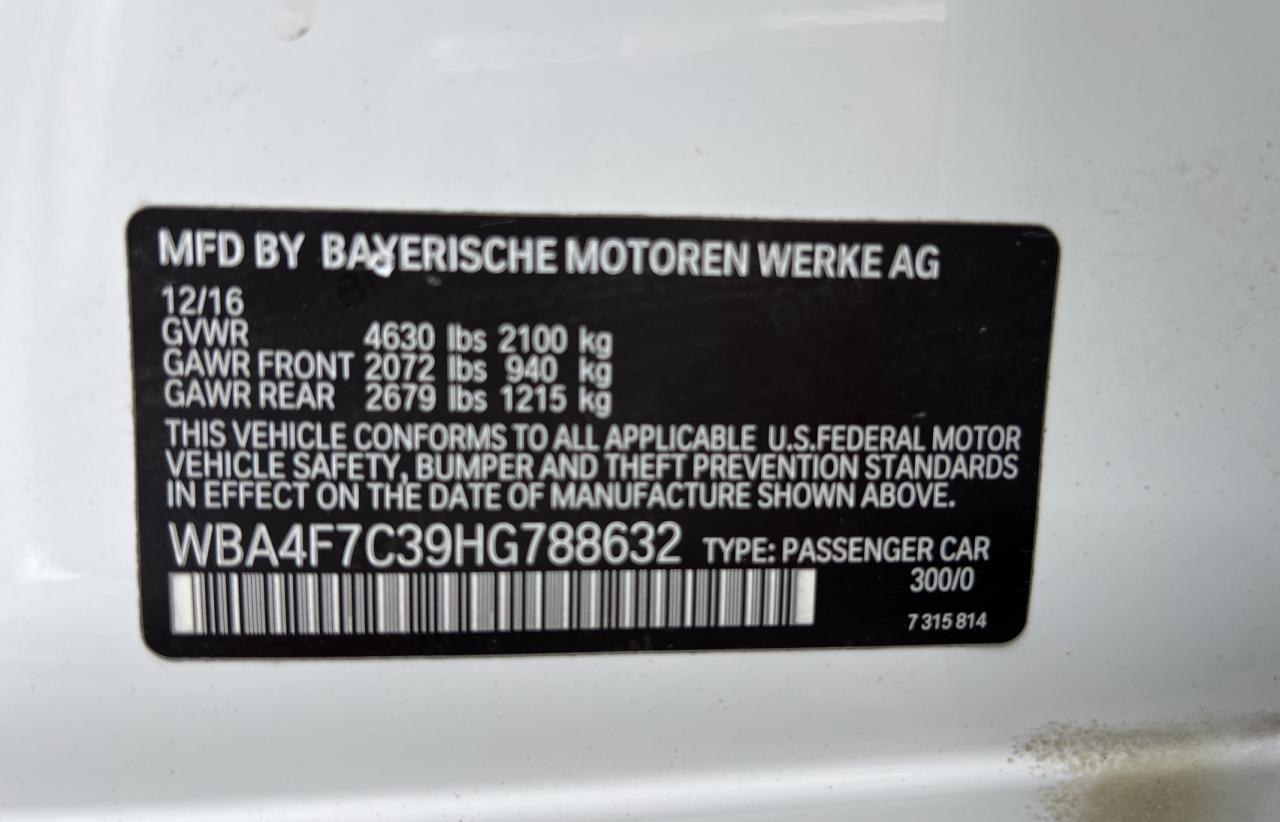 MFD BY BAYERISCHE MOTOREN WERKE AG
12/16
GVWR 4630 lbs 2100 kg
GAWR FRONT 2072 lbs 940 kg
GAWR REAR 2679 lbs 1215 kg
THIS VEHICLE CONFORMS TO ALL APPLICABLE U.S.FEDERAL MOTOR
VEHICLE SAFETY, BUMPER AND THEFT PREVENTION STANDARDS
IN EFFECT ON THE DATE OF MANUFACTURE SHOWN ABOVE.
WBA4F7C39HG788632 TYPE: PASSENGER CAR
300/0
7 315 814